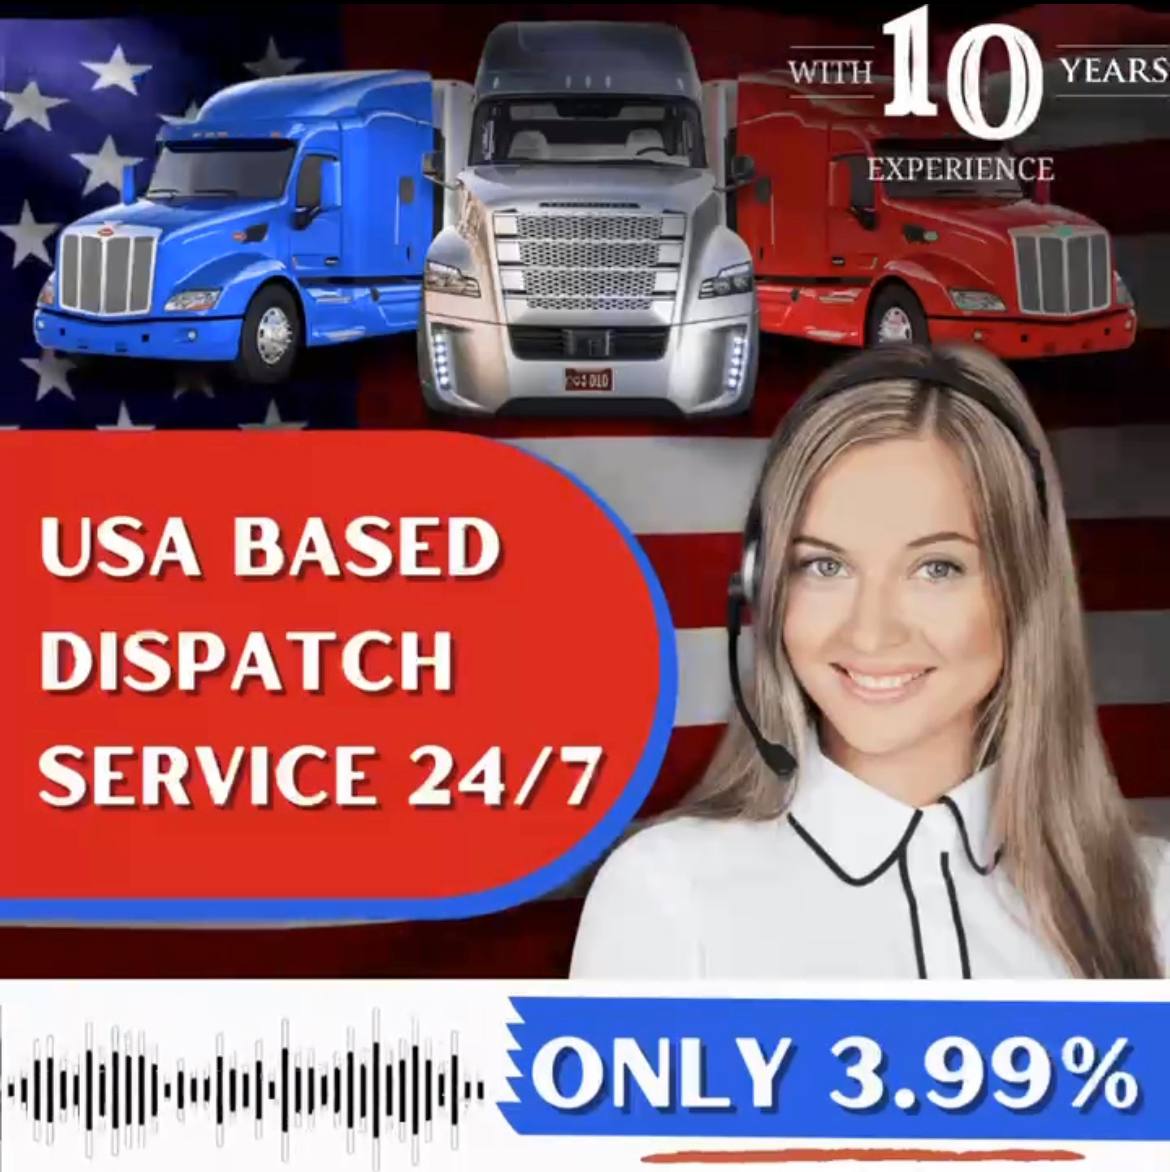 WITH 10 YEARS
EXPERIENCE
USA BASED
DISPATCH
SERVICE 24/7
ONLY 3.99%